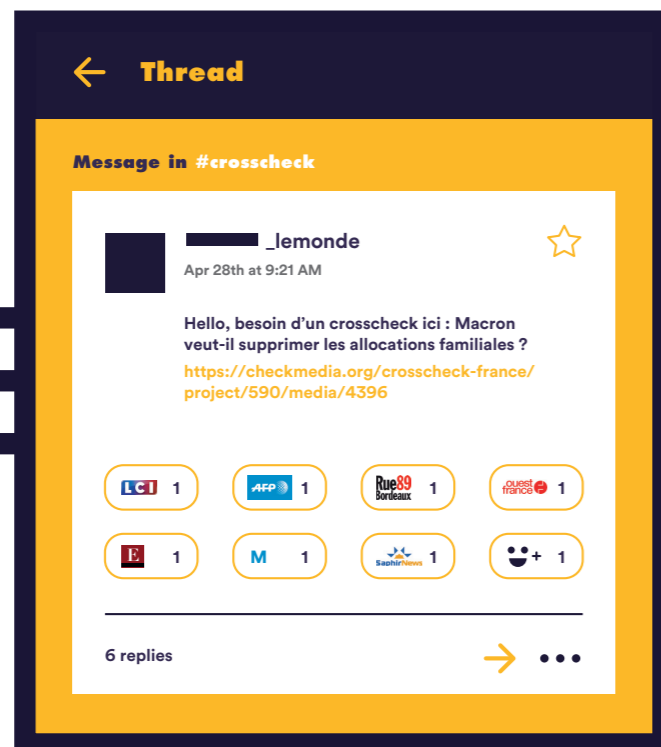 Thread
Message in #crosscheck
_lemonde
Apr 28th at 9:21 AM
Hello, besoin d'un crosscheck ici : Macron
veut-il supprimer les allocations familiales ?
https://checkmedia.org/crosscheck-france/
project/590/media/4396
LCI 1
AFP 1
Rue89
Bordeaux 1
ouest
france 1
E 1
M 1
SaphirNews 1
+ 1
6 replies